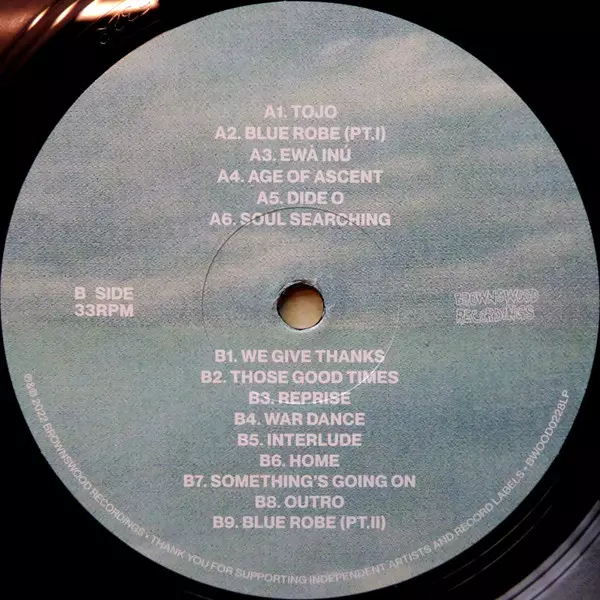 A1. TOJO
A2. BLUE ROBE (PT.I)
A3. EWÀ INÚ
A4. AGE OF ASCENT
A5. DIDE O
A6. SOUL SEARCHING
B SIDE
33RPM
BROWNSWOOD
RECORDINGS
B1. WE GIVE THANKS
B2. THOSE GOOD TIMES
B3. REPRISE
B4. WAR DANCE
B5. INTERLUDE
B6. HOME
B7. SOMETHING'S GOING ON
B8. OUTRO
B9. BLUE ROBE (PT.II)
℗&© 2022 BROWNSWOOD RECORDINGS • THANK YOU FOR SUPPORTING INDEPENDENT ARTISTS AND RECORD LABELS • BWOOD0228LP